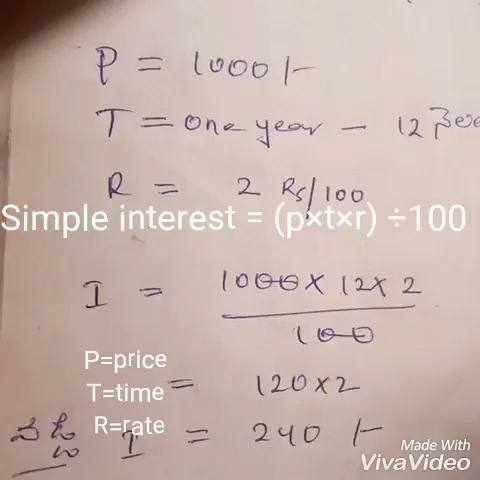 P = 1000/-
T = One year - 12
R = 2 Rs/100
Simple interest = (p×t×r) ÷100
I = 1000 x 12 x 2
100
P=price
T=time
R=rate
= 120 x 2
I = 240 /-
Made With
VivaVideo